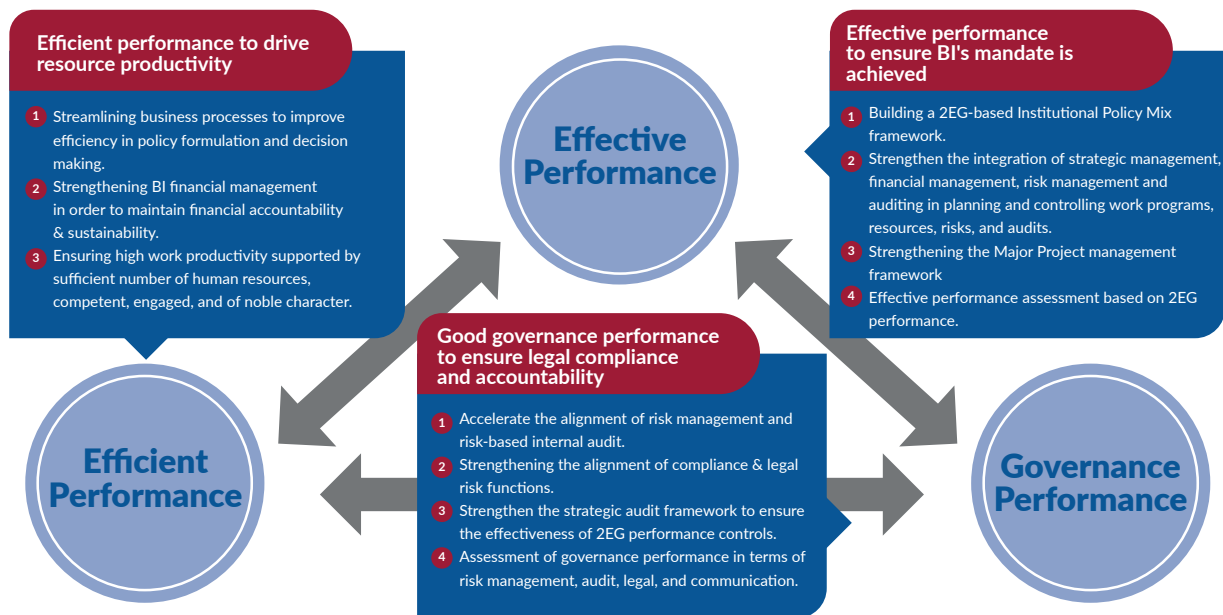 Efficient performance to drive
resource productivity
1 Streamlining business processes to improve
efficiency in policy formulation and decision
making.
2 Strengthening BI financial management
in order to maintain financial accountability
& sustainability.
3 Ensuring high work productivity supported by
sufficient number of human resources,
competent, engaged, and of noble character.
Effective
Performance
Effective performance
to ensure BI's mandate is
achieved
1 Building a 2EG-based Institutional Policy Mix
framework.
2 Strengthen the integration of strategic management,
financial management, risk management and
auditing in planning and controlling work programs,
resources, risks, and audits.
3 Strengthening the Major Project management
framework
4 Effective performance assessment based on 2EG
performance.
Efficient
Performance
Good governance performance
to ensure legal compliance
and accountability
1 Accelerate the alignment of risk management and
risk-based internal audit.
2 Strengthening the alignment of compliance & legal
risk functions.
3 Strengthen the strategic audit framework to ensure
the effectiveness of 2EG performance controls.
4 Assessment of governance performance in terms of
risk management, audit, legal, and communication.
Governance
Performance